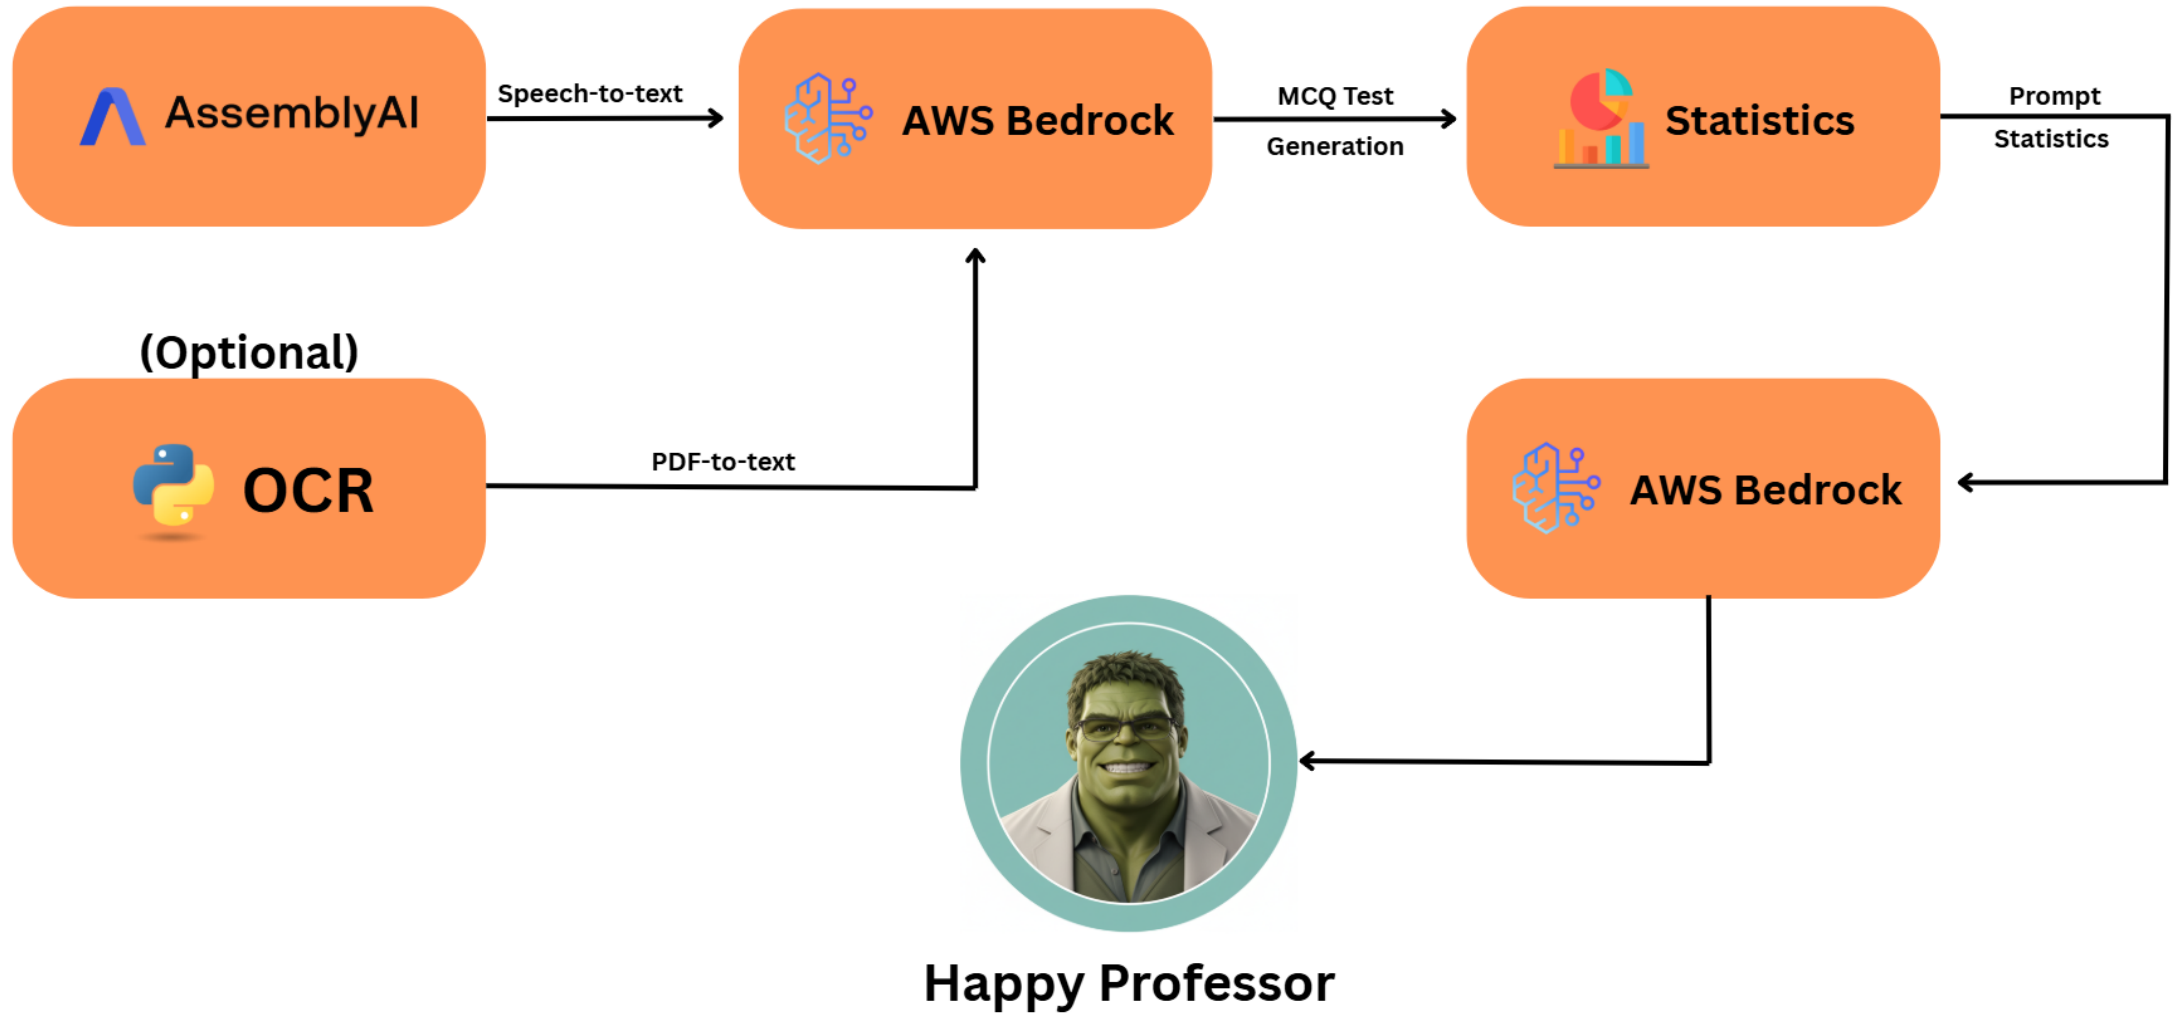 AssemblyAI
Speech-to-text
AWS Bedrock
MCQ Test
Generation
Statistics
Prompt
Statistics
(Optional)
OCR
PDF-to-text
AWS Bedrock
Happy Professor